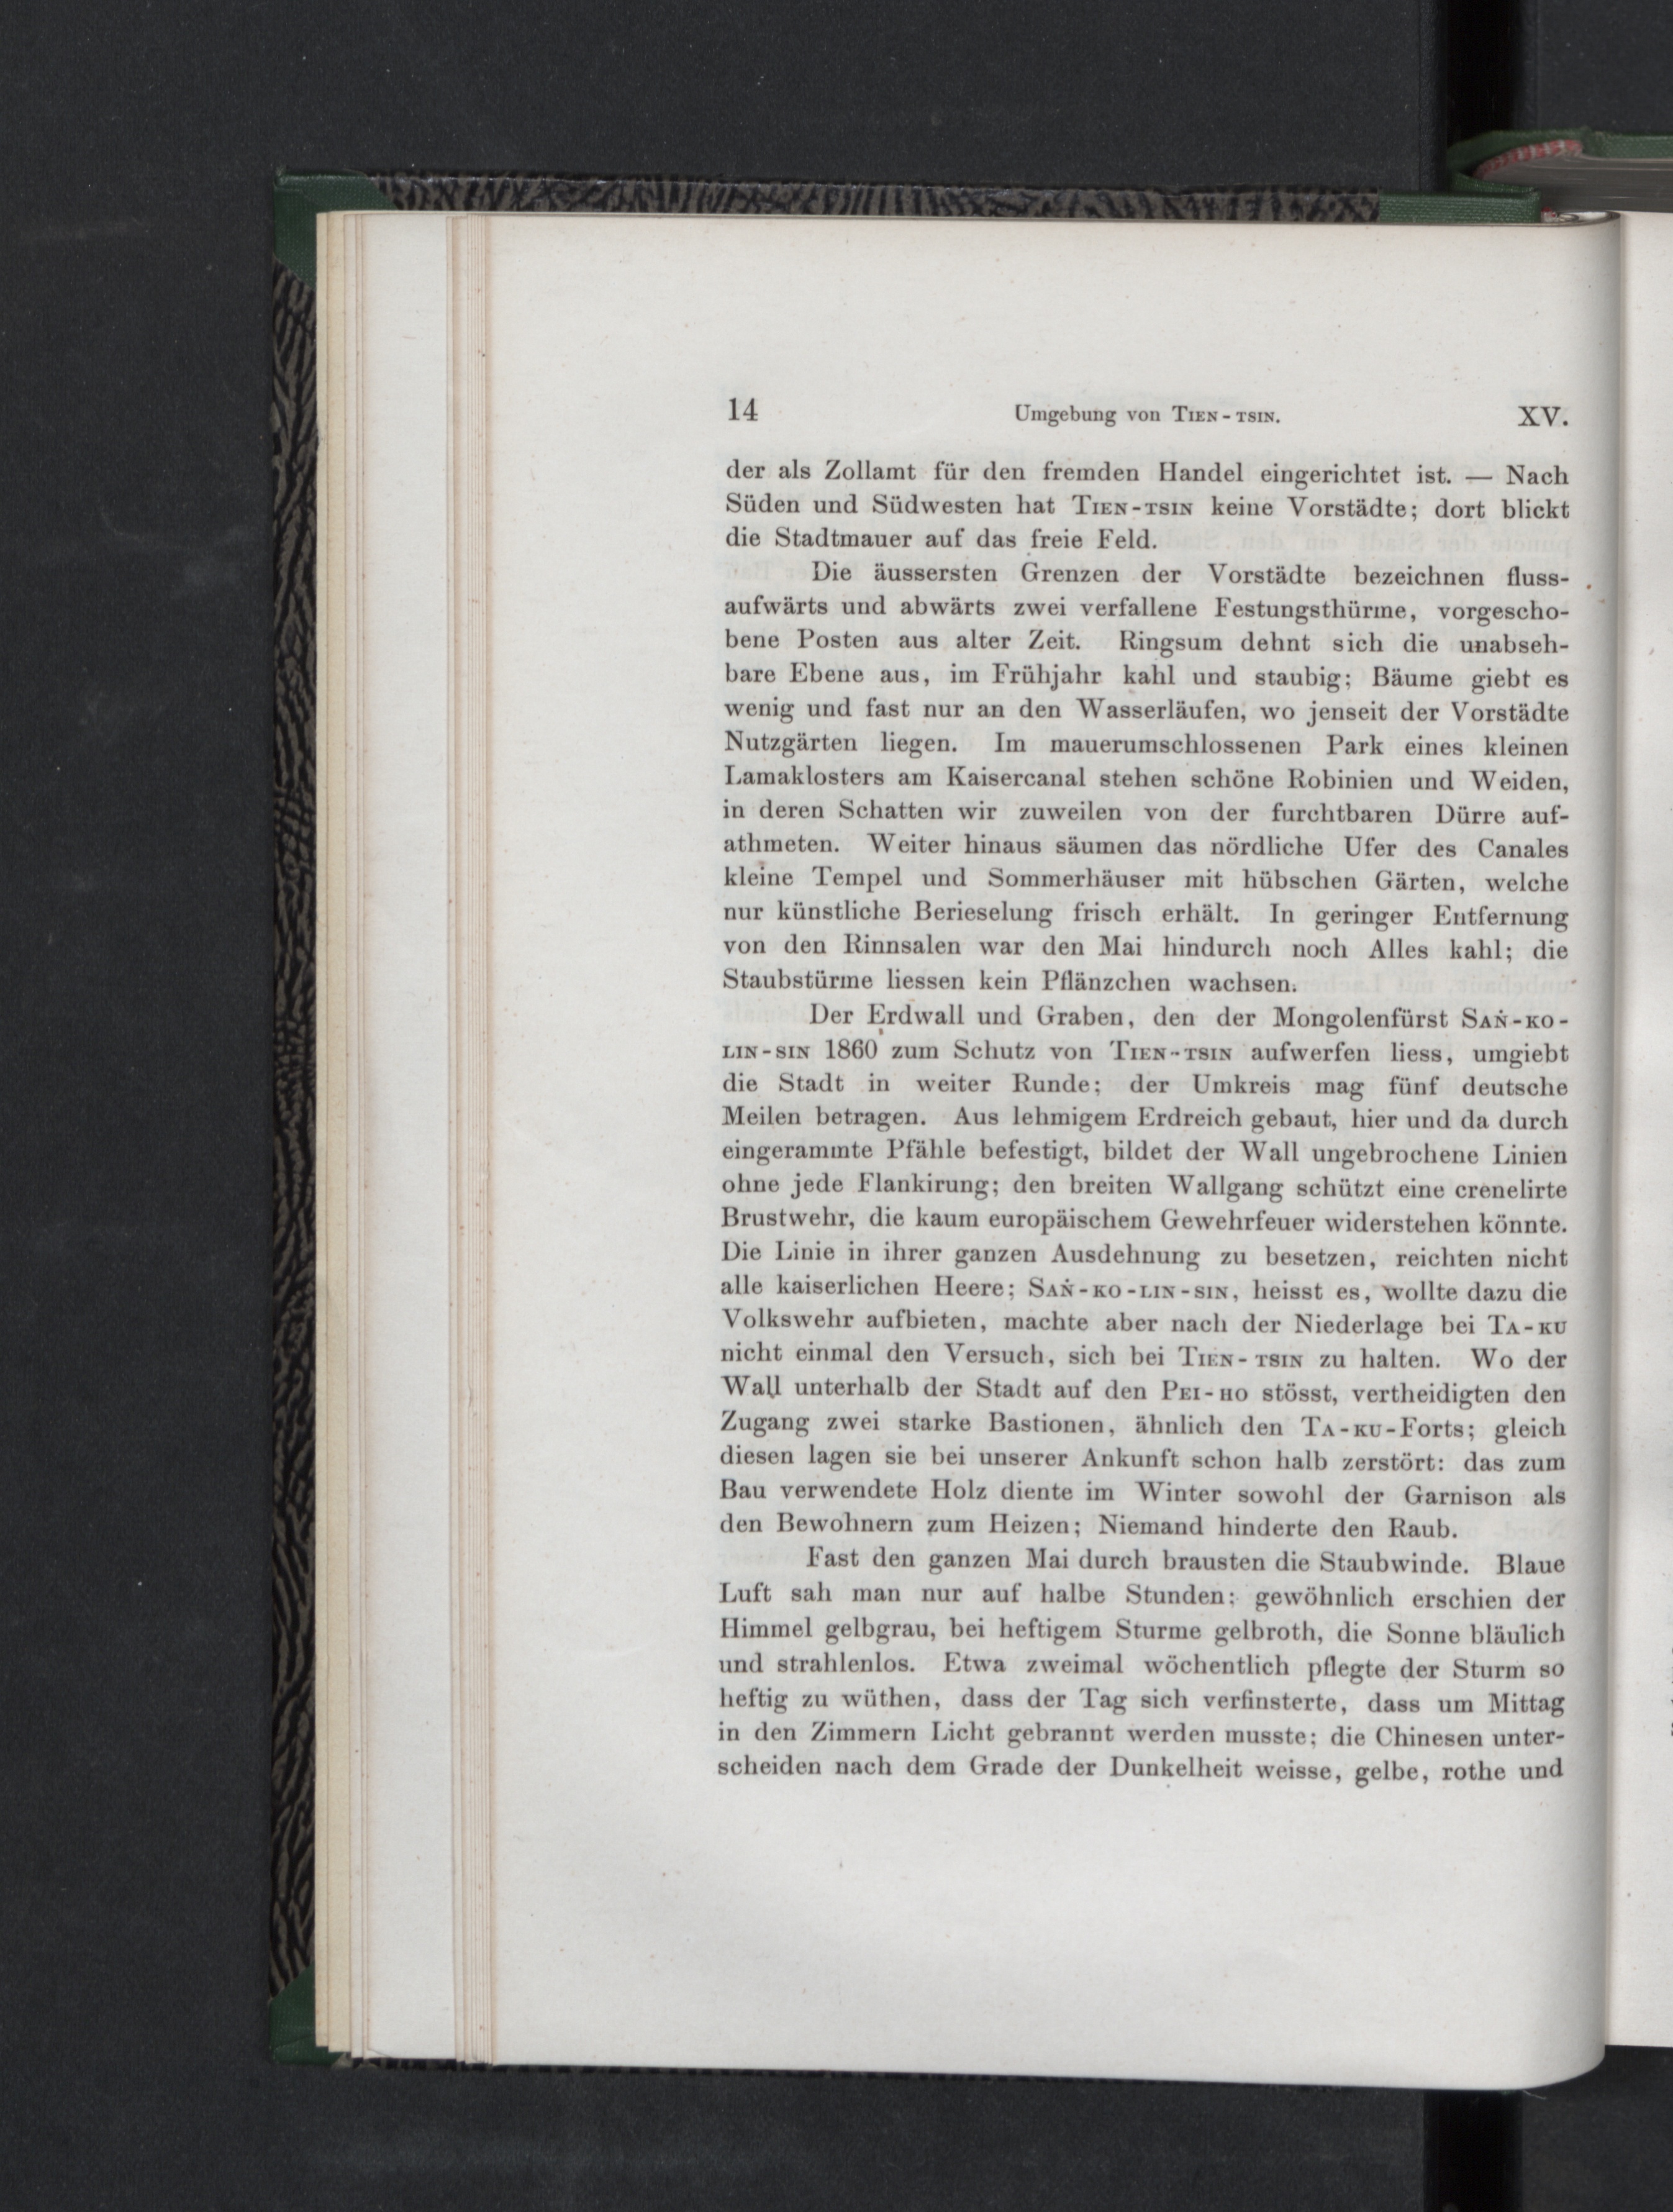 14 Umgebung von Tien-tsin. XV.
der als Zollamt für den fremden Handel eingerichtet ist. — Nach
Süden und Südwesten hat Tien-tsin keine Vorstädte; dort blickt
die Stadtmauer auf das freie Feld.
Die äussersten Grenzen der Vorstädte bezeichnen fluss-
aufwärts und abwärts zwei verfallene Festungsthürme, vorgescho-
bene Posten aus alter Zeit. Ringsum dehnt sich die unabseh-
bare Ebene aus, im Frühjahr kahl und staubig; Bäume giebt es
wenig und fast nur an den Wasserläufen, wo jenseit der Vorstädte
Nutzgärten liegen. Im mauerumschlossenen Park eines kleinen
Lamaklosters am Kaisercanal stehen schöne Robinien und Weiden,
in deren Schatten wir zuweilen von der furchtbaren Dürre auf-
athmeten. Weiter hinaus säumen das nördliche Ufer des Canales
kleine Tempel und Sommerhäuser mit hübschen Gärten, welche
nur künstliche Berieselung frisch erhält. In geringer Entfernung
von den Rinnsalen war den Mai hindurch noch Alles kahl; die
Staubstürme liessen kein Pflänzchen wachsen.
Der Erdwall und Graben, den der Mongolenfürst Saṅ-ko-
lin-sin 1860 zum Schutz von Tien-tsin aufwerfen liess, umgiebt
die Stadt in weiter Runde; der Umkreis mag fünf deutsche
Meilen betragen. Aus lehmigem Erdreich gebaut, hier und da durch
eingerammte Pfähle befestigt, bildet der Wall ungebrochene Linien
ohne jede Flankirung; den breiten Wallgang schützt eine crenelirte
Brustwehr, die kaum europäischem Gewehrfeuer widerstehen könnte.
Die Linie in ihrer ganzen Ausdehnung zu besetzen, reichten nicht
alle kaiserlichen Heere; Saṅ-ko-lin-sin, heisst es, wollte dazu die
Volkswehr aufbieten, machte aber nach der Niederlage bei Ta-ku
nicht einmal den Versuch, sich bei Tien-tsin zu halten. Wo der
Wall unterhalb der Stadt auf den Pei-ho stösst, vertheidigten den
Zugang zwei starke Bastionen, ähnlich den Ta-ku-Forts; gleich
diesen lagen sie bei unserer Ankunft schon halb zerstört: das zum
Bau verwendete Holz diente im Winter sowohl der Garnison als
den Bewohnern zum Heizen; Niemand hinderte den Raub.
Fast den ganzen Mai durch brausten die Staubwinde. Blaue
Luft sah man nur auf halbe Stunden; gewöhnlich erschien der
Himmel gelbgrau, bei heftigem Sturme gelbroth, die Sonne bläulich
und strahlenlos. Etwa zweimal wöchentlich pflegte der Sturm so
heftig zu wüthen, dass der Tag sich verfinsterte, dass um Mittag
in den Zimmern Licht gebrannt werden musste; die Chinesen unter-
scheiden nach dem Grade der Dunkelheit weisse, gelbe, rothe und